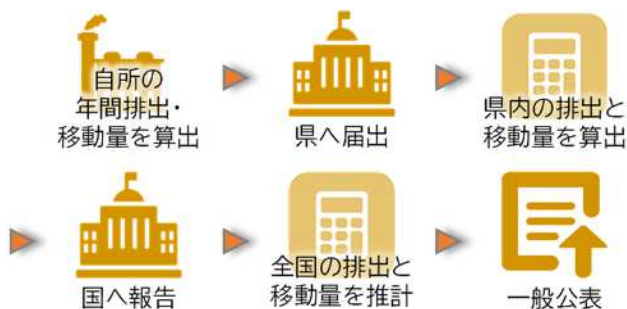 自所の
年間排出・
移動量を算出
県へ届出
県内の排出と
移動量を算出
国へ報告
全国の排出と
移動量を推計
一般公表